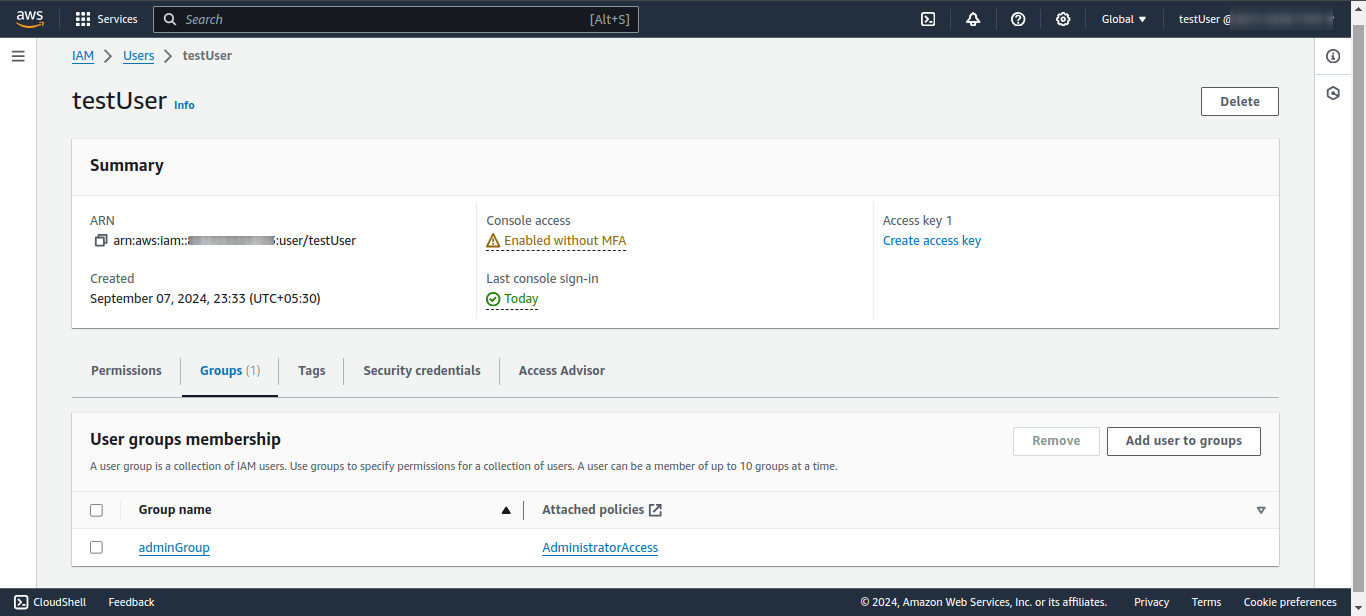 aws Services Search [Alt+S] Global testUser @
IAM Users testUser
testUser Info Delete
Summary
ARN Console access Access key 1
arn:aws:iam:: :user/testUser Enabled without MFA Create access key
Created Last console sign-in
September 07, 2024, 23:33 (UTC+05:30) Today
Permissions Groups (1) Tags Security credentials Access Advisor
User groups membership Remove Add user to groups
A user group is a collection of IAM users. Use groups to specify permissions for a collection of users. A user can be a member of up to 10 groups at a time.
Group name Attached policies
adminGroup AdministratorAccess
CloudShell Feedback © 2024, Amazon Web Services, Inc. or its affiliates. Privacy Terms Cookie preferences